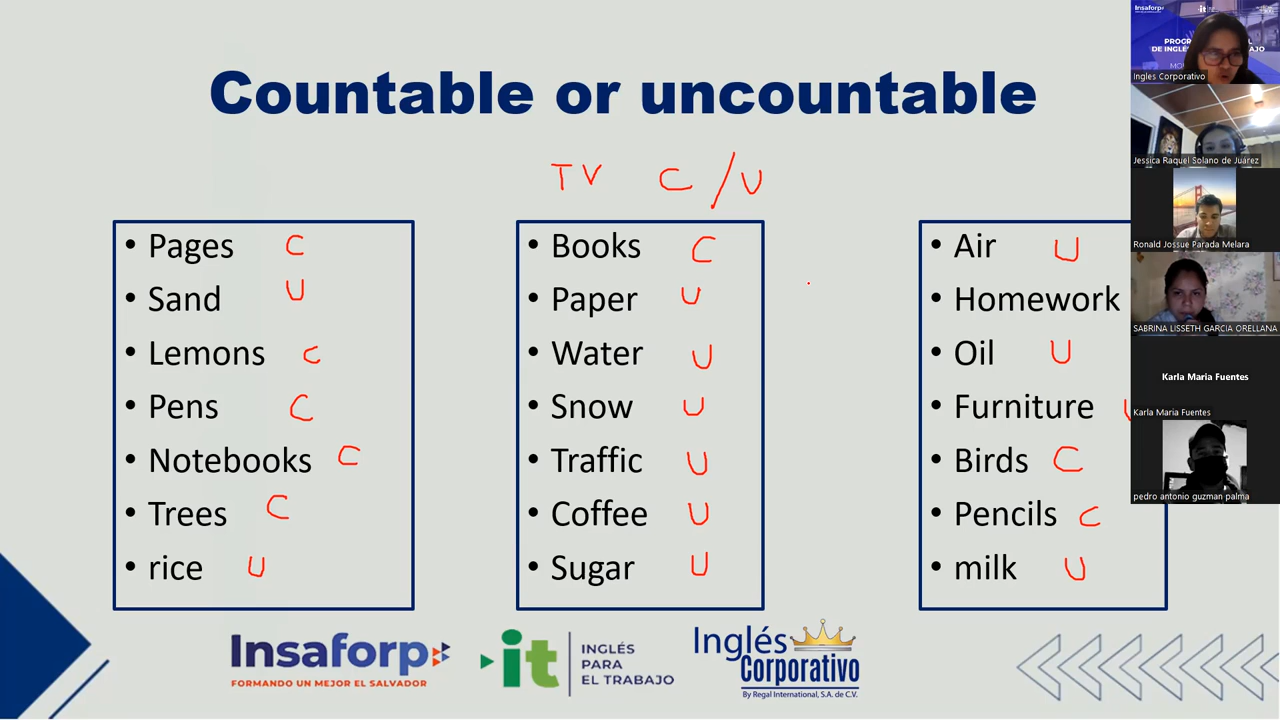 Countable or uncountable
TV C/U
• Pages C
• Sand U
• Lemons C
• Pens C
• Notebooks C
• Trees C
• rice U
• Books C
• Paper U
• Water U
• Snow U
• Traffic U
• Coffee U
• Sugar U
• Air U
• Homework
• Oil U
• Furniture
• Birds C
• Pencils C
• milk U
Insaforp
FORMANDO UN MEJOR EL SALVADOR
it
INGLÉS
PARA
EL TRABAJO
Inglés
Corporativo
By Regal International, S.A. de C.V.
Insaforp
it
Ingles Corporativo
Jessica Raquel Solano de Juárez
Ronald Jossue Parada Melara
SABRINA LISSETH GARCIA ORELLANA
Karla Maria Fuentes
Karla Maria Fuentes
pedro antonio guzman palma